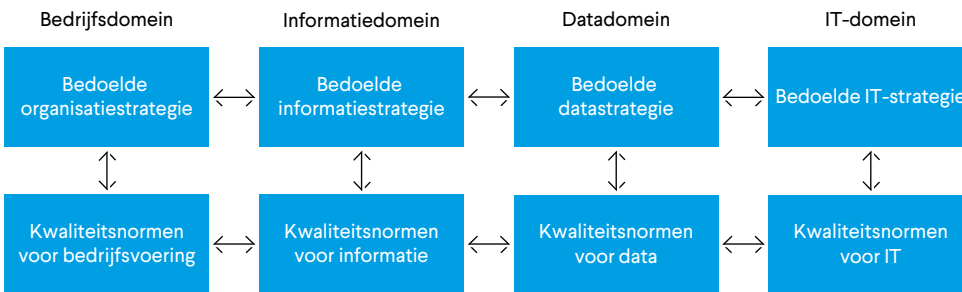 Bedrijfsdomein
Informatiedomein
Datadomein
IT-domein
Bedoelde
organisatiestrategie
Bedoelde
informatiestrategie
Bedoelde
datastrategie
Bedoelde IT-strategie
Kwaliteitsnormen
voor bedrijfsvoering
Kwaliteitsnormen
voor informatie
Kwaliteitsnormen
voor data
Kwaliteitsnormen
voor IT